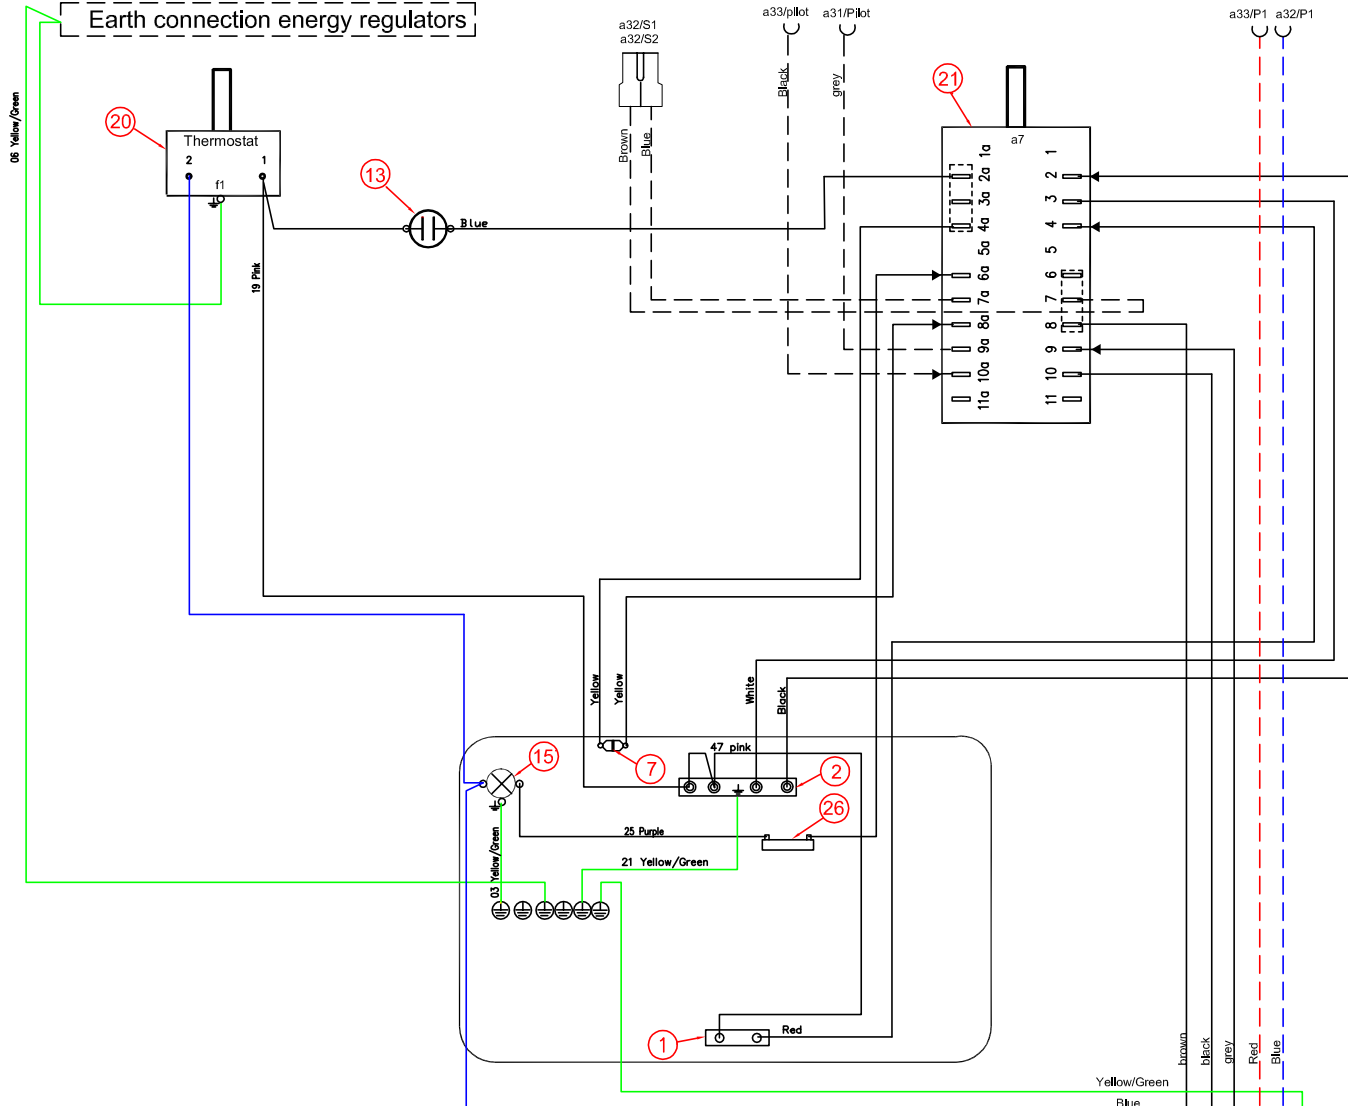 Earth connection energy regulators
a32/S1
a32/S2
a33/pilot
a31/Pilot
a33/P1
a32/P1
06 Yellow/Green
20
Thermostat
2
1
f1
13
Blue
19 Pink
Brown
Blue
Black
grey
21
a7
1a
2a
3a
4a
5a
6a
7a
8a
9a
10a
11a
1
2
3
4
5
6
7
8
9
10
11
Yellow
Yellow
White
Black
15
7
47 pink
2
26
25 Purple
03 Yellow/Green
21 Yellow/Green
1
Red
brown
black
grey
Red
Blue
Yellow/Green
Blue